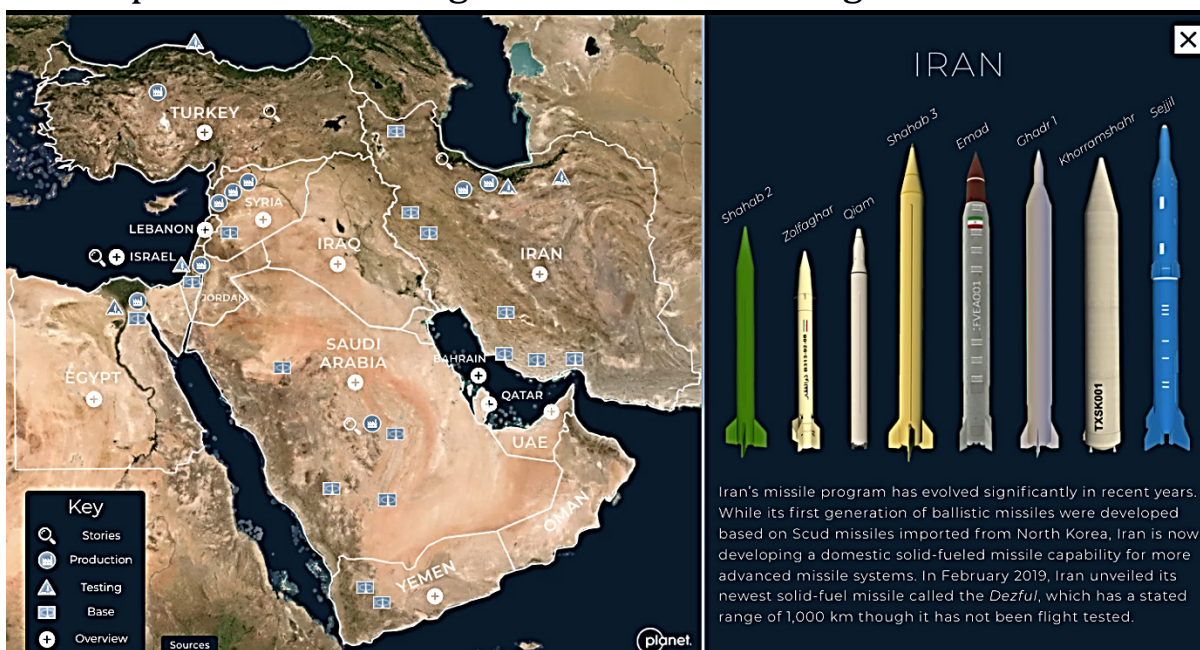 IRAN
Shahab 2
Zolfaghar
Qiam
Shahab 3
Emad
Ghadr 1
Khorramshahr
Sejjil
:FVEA001
TXSK001
TURKEY
SYRIA
LEBANON
ISRAEL
JORDAN
IRAQ
IRAN
EGYPT
SAUDI
ARABIA
BAHRAIN
QATAR
UAE
OMAN
YEMEN
Key
Stories
Production
Testing
Base
Overview
Sources
planet.
Iran's missile program has evolved significantly in recent years.
While its first generation of ballistic missiles were developed
based on Scud missiles imported from North Korea, Iran is now
developing a domestic solid-fueled missile capability for more
advanced missile systems. In February 2019, Iran unveiled its
newest solid-fuel missile called the Dezful, which has a stated
range of 1,000 km though it has not been flight tested.